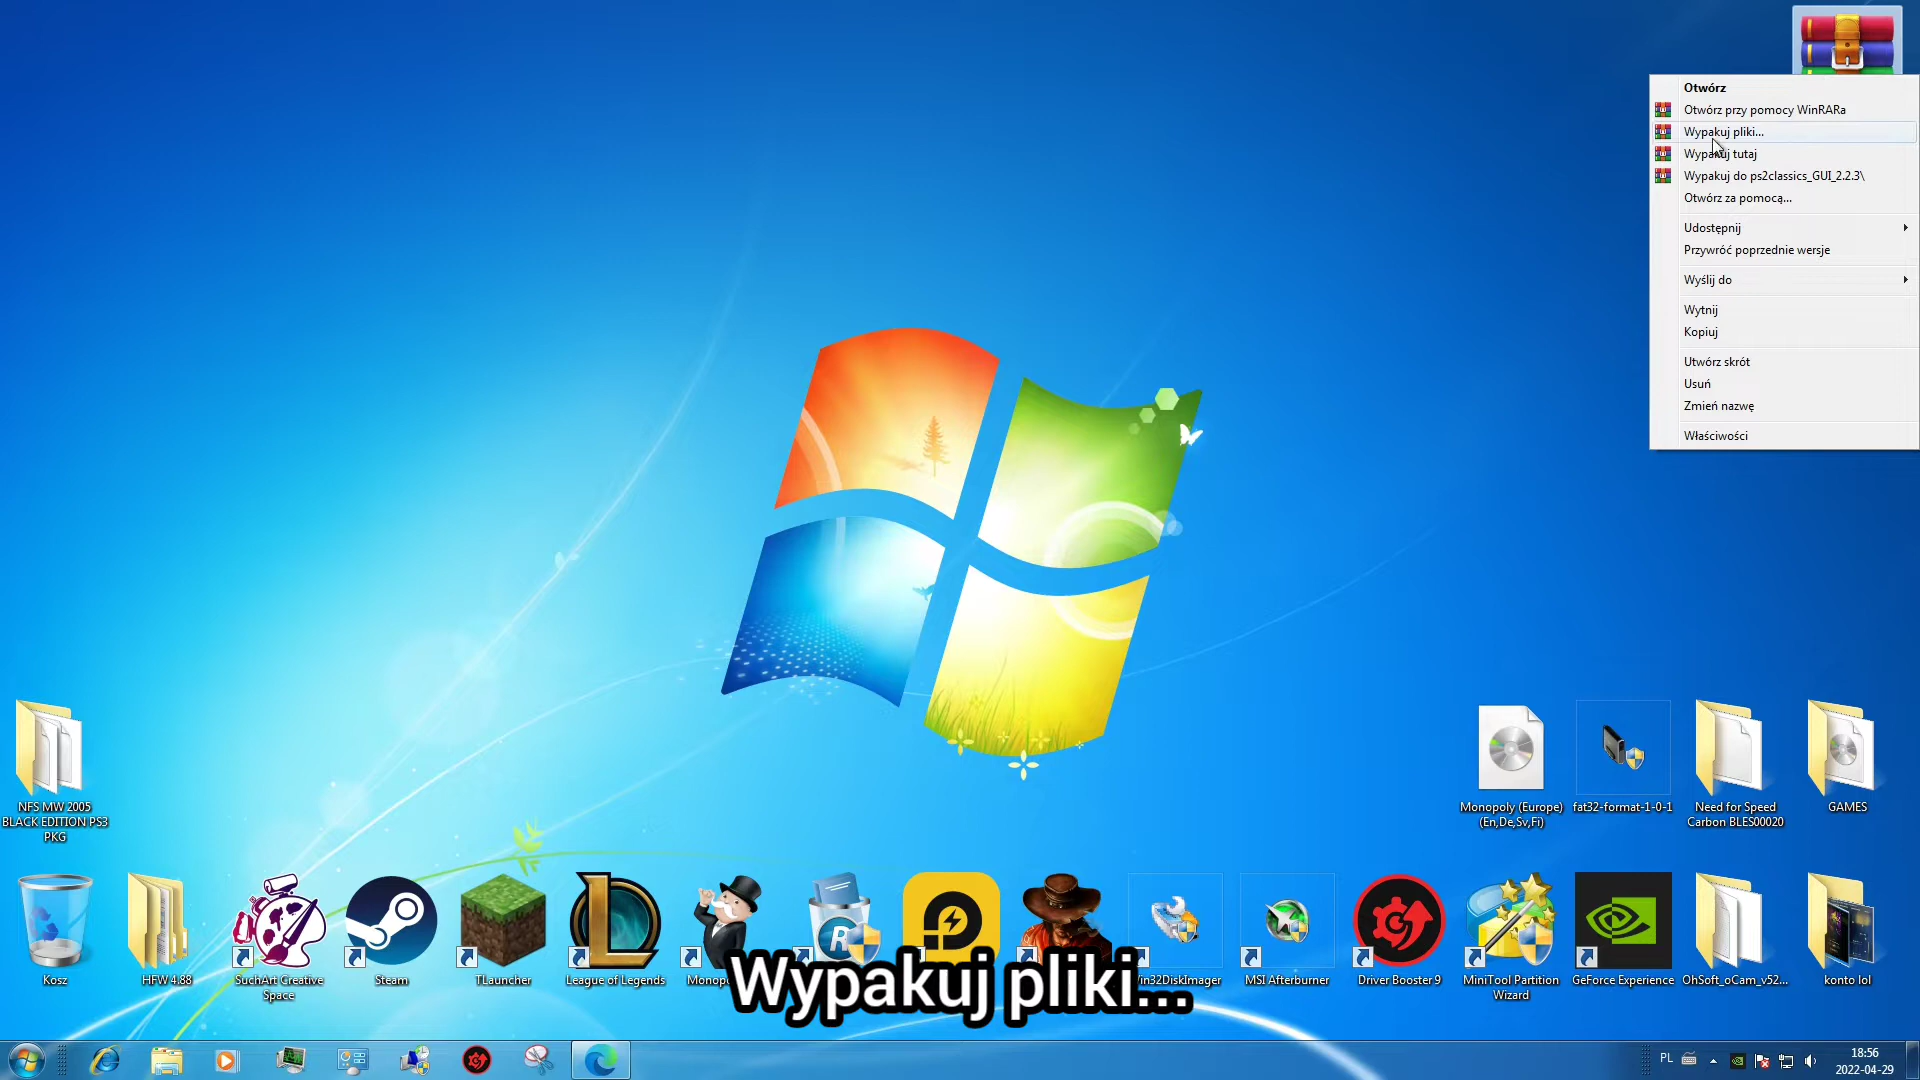 Otwórz
Otwórz przy pomocy WinRARa
Wypakuj pliki...
Wypakuj tutaj
Wypakuj do ps2classics_GUI_2.2.3\
Otwórz za pomocą...
Udostępnij
Przywróć poprzednie wersje
Wyślij do
Wytnij
Kopiuj
Utwórz skrót
Usuń
Zmień nazwę
Właściwości
NFS MW 2005
BLACK EDITION PS3
PKG
Monopoly (Europe)
(En,De,Sv,Fi)
fat32-format-1-0-1
Need for Speed
Carbon BLES00020
GAMES
Kosz
HFW 4.88
SuchArt Creative
Space
Steam
TLauncher
League of Legends
MSI Afterburner
Driver Booster 9
MiniTool Partition
Wizard
GeForce Experience
OhSoft_oCam_v52...
konto lol
Wypakuj pliki...
PL
18:56
2022-04-29